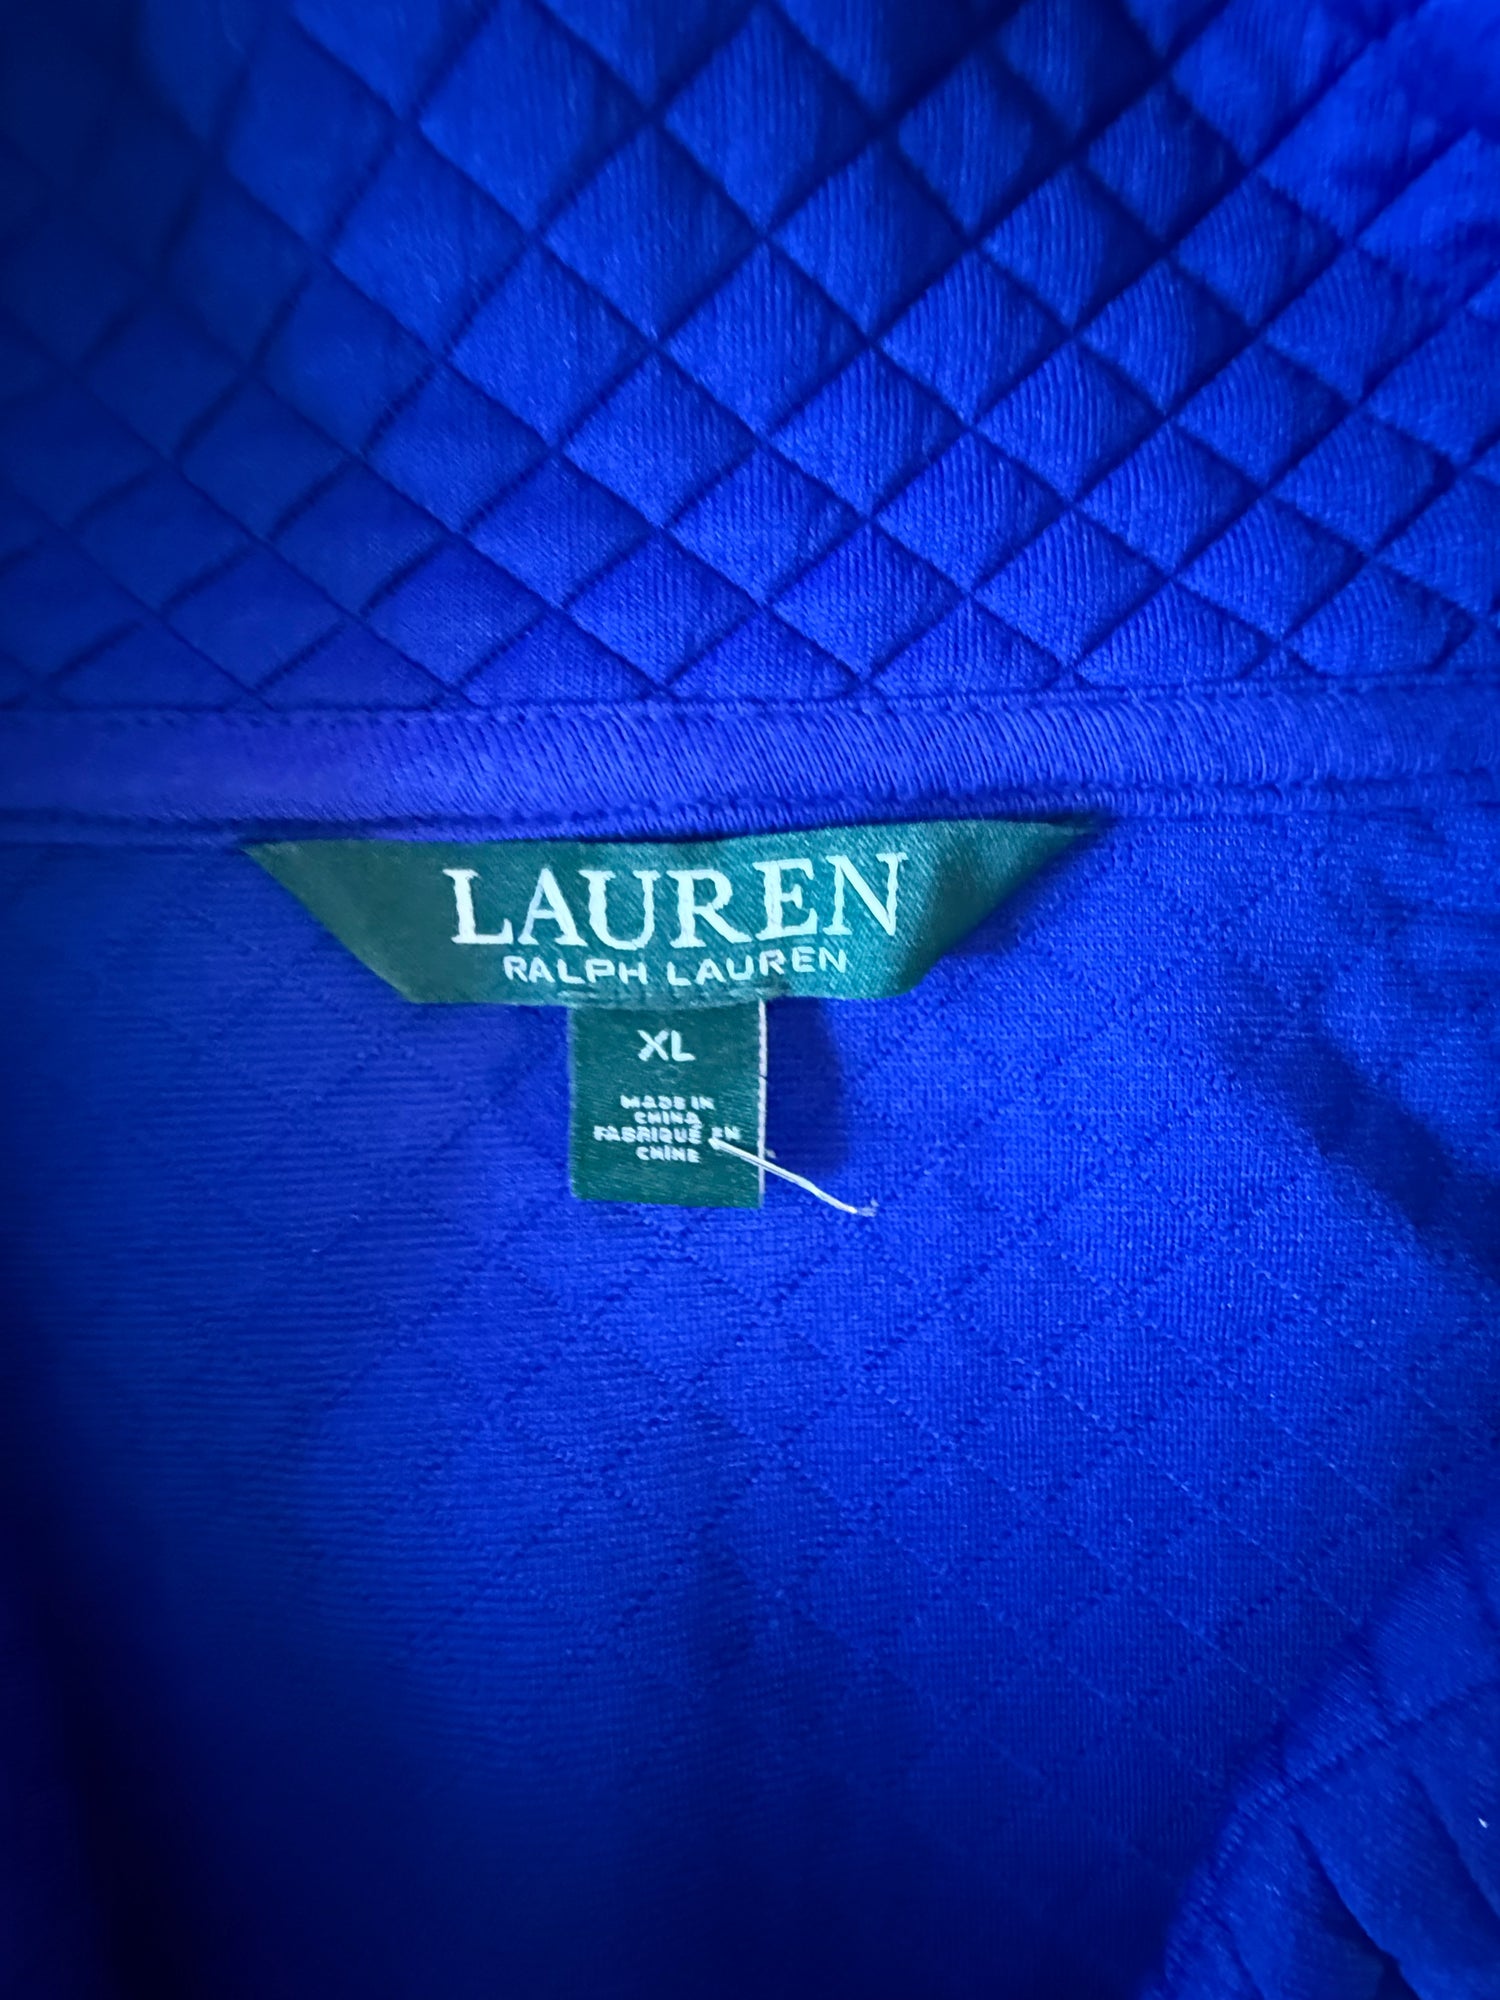 LAUREN
RALPH LAUREN
XL
MADE IN
CHINA
FABRIQUÉ EN
CHINE